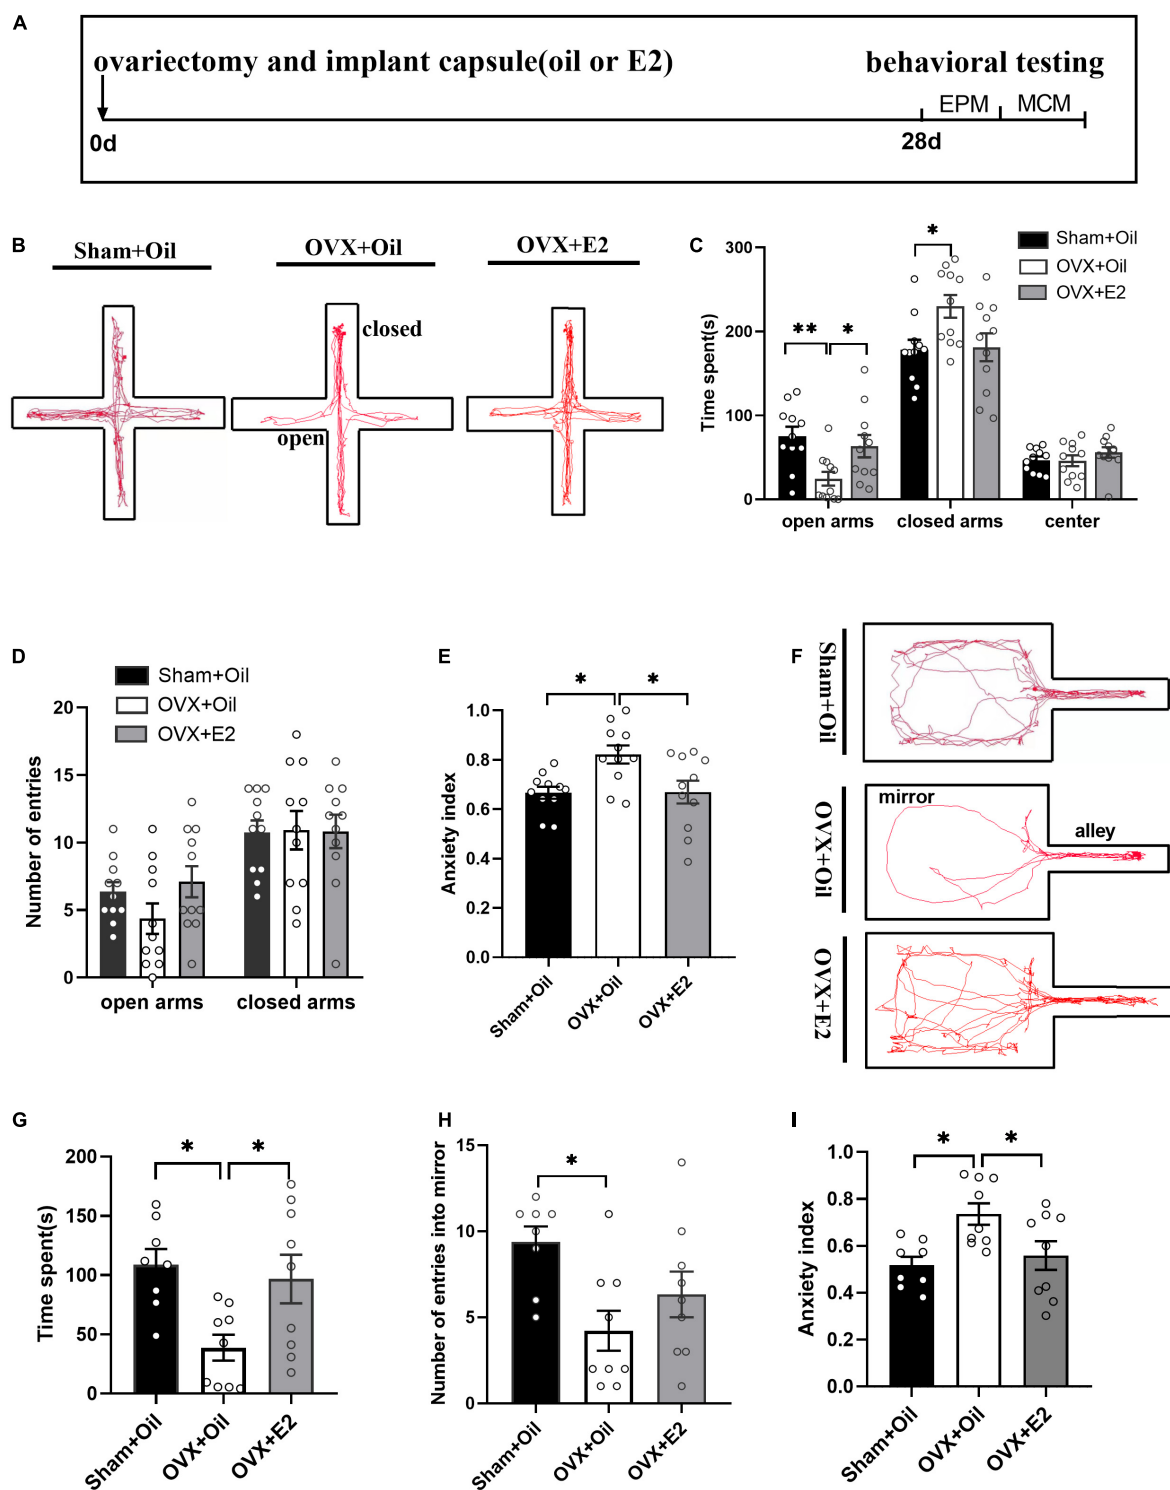 A
ovariectomy and implant capsule(oil or E2)
behavioral testing
EPM
MCM
0d
28d
B
Sham+Oil
OVX+Oil
OVX+E2
closed
open
C
Time spent(s)
300
200
100
0
**
*
*
Sham+Oil
OVX+Oil
OVX+E2
open arms
closed arms
center
D
Sham+Oil
OVX+Oil
OVX+E2
Number of entries
20
15
10
5
0
open arms
closed arms
E
Anxiety index
1.0
0.8
0.6
0.4
0.2
0.0
*
*
Sham+Oil
OVX+Oil
OVX+E2
F
Sham+Oil
OVX+Oil
mirror
alley
OVX+E2
G
Time spent(s)
200
150
100
50
0
*
*
Sham+Oil
OVX+Oil
OVX+E2
H
Number of entries into mirror
15
10
5
0
*
Sham+Oil
OVX+Oil
OVX+E2
I
Anxiety index
1.0
0.8
0.6
0.4
0.2
0.0
*
*
Sham+Oil
OVX+Oil
OVX+E2